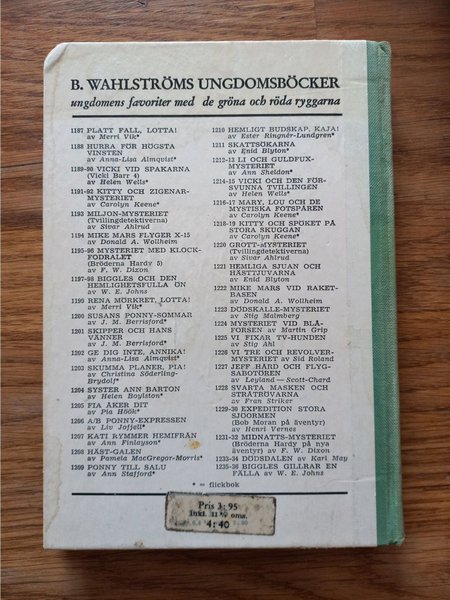 B. WAHLSTRÖMS UNGDOMSBÖCKER
ungdomens favoriter med de gröna och röda ryggarna
1187 PLATT FALL, LOTTA!
av Merri Vik*
1188 HURRA FÖR HÖGSTA
VINSTEN
av Anna-Lisa Almqvist*
1189-90 VICKI VID SPAKARNA
(Vicki Barr 4)
av Helen Wells*
1191-92 KITTY OCH ZIGENAR-
MYSTERIET
av Carolyn Keene*
1193 MILJON-MYSTERIET
(Tvillingdetektiverna)
av Sivar Ahlrud
1194 MIKE MARS FLYGER X-15
av Donald A. Wollheim
1195-96 MYSTERIET MED KLOCK-
FODRALET
(Bröderna Hardy 5)
av F. W. Dixon
1197-98 BIGGLES OCH DEN
HEMLIGHETSFULLA ÖN
av W. E. Johns
1199 RENA MÖRKRET, LOTTA!
av Merri Vik*
1200 SUSANS PONNY-SOMMAR
av J. M. Berrisford*
1201 SKIPPER OCH HANS
VÄNNER
av J. M. Berrisford*
1202 GE DIG INTE, ANNIKA!
av Anna-Lisa Almqvist*
1203 SKUMMA PLANER, PIA!
av Christina Söderling-
Brydolf*
1204 SYSTER ANN BARTON
av Helen Boylston*
1205 FIA ÅKER DIT
av Pia Höök*
1206 A/B PONNY-EXPRESSEN
av Liv Joffell*
1207 KATI RYMMER HEMIFRÅN
av Ann Finlayson*
1208 HÄST-GALEN
av Pamela MacGregor-Morris*
1209 PONNY TILL SALU
av Ann Stafford*
1210 HEMLIGT BUDSKAP, KAJA!
av Ester Ringnér-Lundgren*
1211 SKATTSÖKARNA
av Enid Blyton*
1212-13 LI OCH GULDFUX-
MYSTERIET
av Ann Sheldon*
1214-15 VICKI OCH DEN FÖR-
SVUNNA TVILLINGEN
av Helen Wells*
1216-17 MARY, LOU OCH DE
MYSTISKA FOTSPÅREN
av Carolyn Keene*
1218-19 KITTY OCH SPÖKET PÅ
STORA SKUGGAN
av Carolyn Keene*
1220 GROTT-MYSTERIET
(Tvillingdetektiverna)
av Sivar Ahlrud
1221 HEMLIGA SJUAN OCH
HÄSTTJUVARNA
av Enid Blyton
1222 MIKE MARS VID RAKET-
BASEN
av Donald A. Wollheim
1223 DÖDSKALLE-MYSTERIET
av Stig Malmberg
1224 MYSTERIET VID BLÅ-
FORSEN av Martin Grip
1225 VI FIXAR TV-HUNDEN
av Stig Ahl
1226 VI TRE OCH REVOLVER-
MYSTERIET av Sid Roland
1227 JEFF HÅRD OCH FLYG-
SABOTÖREN
av Leyland—Scott-Chard
1228 SVARTA MASKEN OCH
STRÅTRÖVARNA
av Fran Striker
1229-30 EXPEDITION STORA
SJÖORMEN
(Bob Moran på äventyr)
av Henri Vernes
1231-32 MIDNATTS-MYSTERIET
(Bröderna Hardy på nya
äventyr) av F. W. Dixon
1233-34 DÖDSDALEN av Karl May
1235-36 BIGGLES GILLRAR EN
FÄLLA av W. E. Johns
* = flickbok
Pris 3:95
Inkl. 11 % oms.
4:40